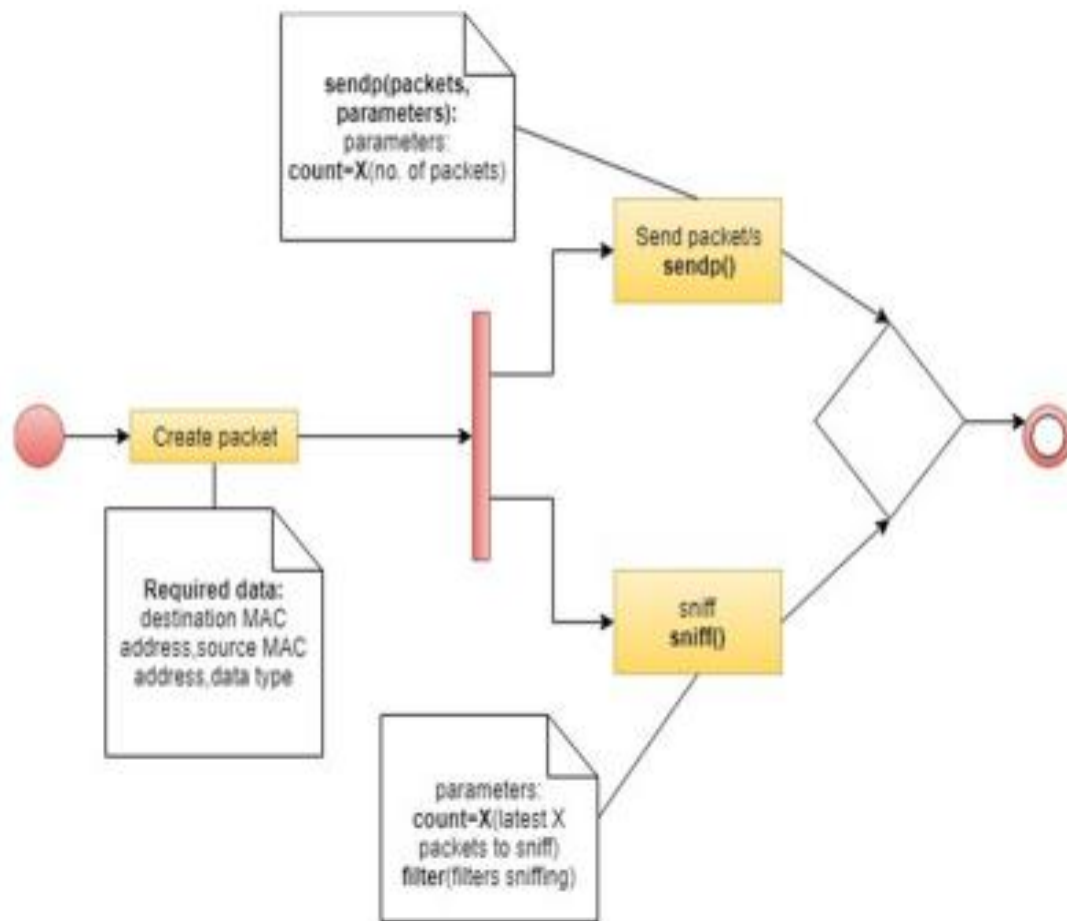 sendp(packets,
parameters):
parameters:
count=X(no. of packets)
Send packet/s
sendp()
Create packet
Required data:
destination MAC
address,source MAC
address,data type
sniff
sniff()
parameters:
count=X(latest X
packets to sniff)
filter(filters sniffing)